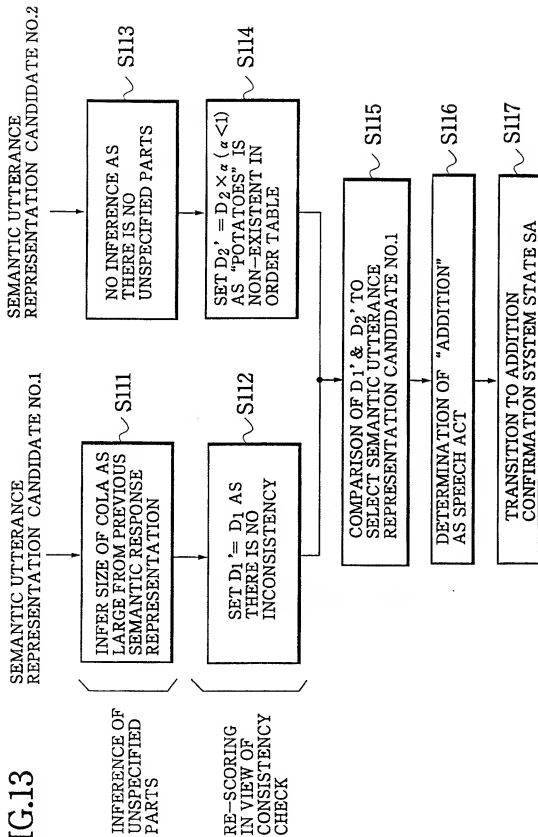 IG.13
SEMANTIC UTTERANCE
REPRESENTATION CANDIDATE NO.1
SEMANTIC UTTERANCE
REPRESENTATION CANDIDATE NO.2
INFERENCE OF
UNSPECIFIED
PARTS
INFER SIZE OF COLA AS
LARGE FROM PREVIOUS
SEMANTIC RESPONSE
REPRESENTATION
S111
NO INFERENCE AS
THERE IS NO
UNSPECIFIED PARTS
S113
RE-SCORING
IN VIEW OF
CONSISTENCY
CHECK
SET D1'= D1 AS
THERE IS NO
INCONSISTENCY
S112
SET D2' = D2 × α (α <1)
AS "POTATOES" IS
NON-EXISTENT IN
ORDER TABLE
S114
COMPARISON OF D1' & D2' TO
SELECT SEMANTIC UTTERANCE
REPRESENTATION CANDIDATE NO.1
S115
DETERMINATION OF "ADDITION"
AS SPEECH ACT
S116
TRANSITION TO ADDITION
CONFIRMATION SYSTEM STATE SA
S117